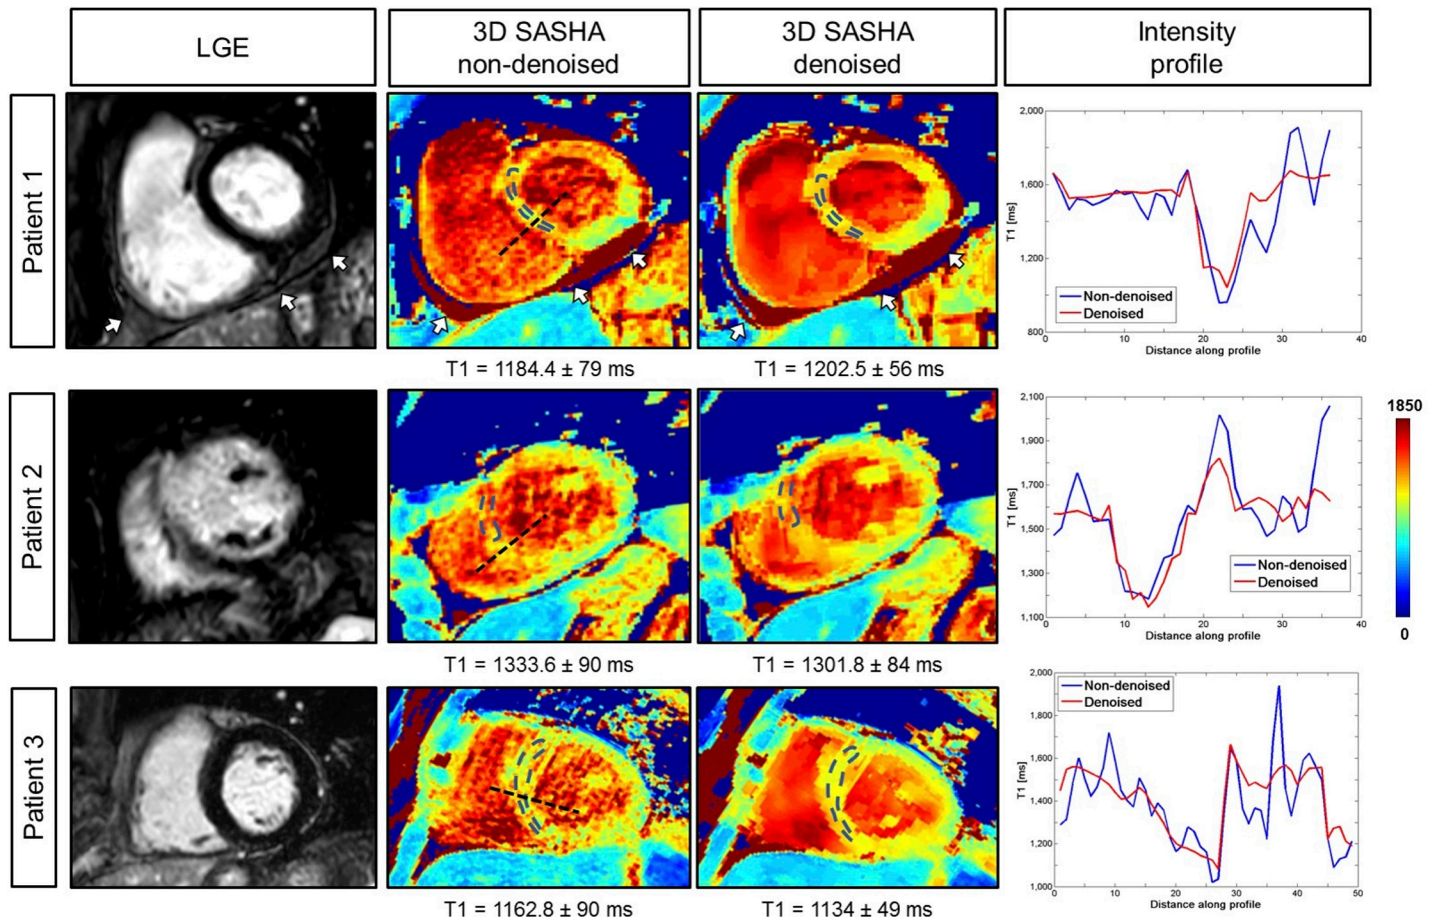 LGE
3D SASHA
non-denoised
3D SASHA
denoised
Intensity
profile
Patient 1
T1 = 1184.4 ± 79 ms
T1 = 1202.5 ± 56 ms
2,000
1,600
1,200
800
T1 [ms]
0
10
20
30
40
Distance along profile
Non-denoised
Denoised
Patient 2
T1 = 1333.6 ± 90 ms
T1 = 1301.8 ± 84 ms
2,100
1,900
1,700
1,500
1,300
1,100
T1 [ms]
0
10
20
30
40
Distance along profile
Non-denoised
Denoised
1850
0
Patient 3
T1 = 1162.8 ± 90 ms
T1 = 1134 ± 49 ms
2,000
1,800
1,600
1,400
1,200
1,000
T1 [ms]
0
10
20
30
40
50
Distance along profile
Non-denoised
Denoised